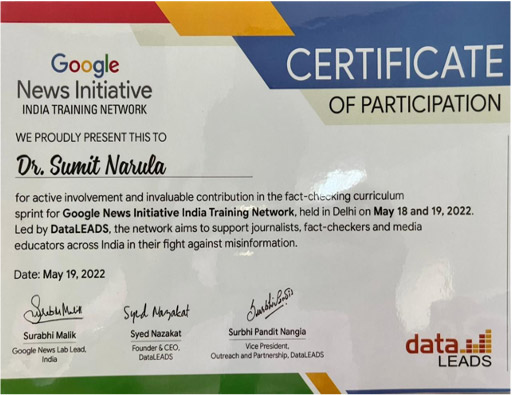 Google
News Initiative
INDIA TRAINING NETWORK
CERTIFICATE
OF PARTICIPATION
WE PROUDLY PRESENT THIS TO
Dr. Sumit Narula
for active involvement and invaluable contribution in the fact-checking curriculum
sprint for Google News Initiative India Training Network, held in Delhi on May 18 and 19, 2022.
Led by DataLEADS, the network aims to support journalists, fact-checkers and media
educators across India in their fight against misinformation.
Date: May 19, 2022
Surabhi Malik
Syed Nazakat
Surabhi Malik
Google News Lab Lead,
India
Syed Nazakat
Founder & CEO,
DataLEADS
Surbhi Pandit Nangia
Vice President,
Outreach and Partnership, DataLEADS
data
LEADS